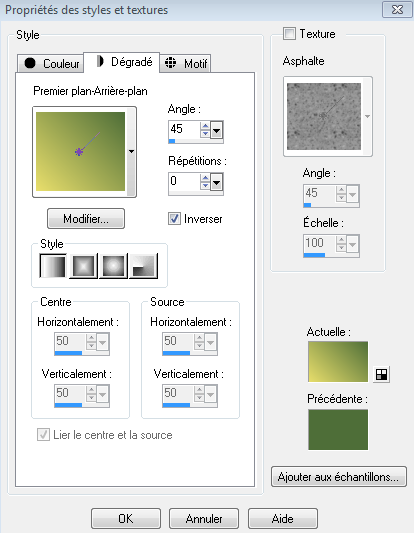 Propriétés des styles et textures
Style
Couleur
Dégradé
Motif
Premier plan-Arrière-plan
Angle :
45
Répétitions :
0
Modifier...
Inverser
Style
Centre
Horizontalement :
50
Verticalement :
50
Source
Horizontalement :
50
Verticalement :
50
Lier le centre et la source
Texture
Asphalte
Angle :
45
Échelle :
100
Actuelle :
Précédente :
Ajouter aux échantillons...
OK
Annuler
Aide